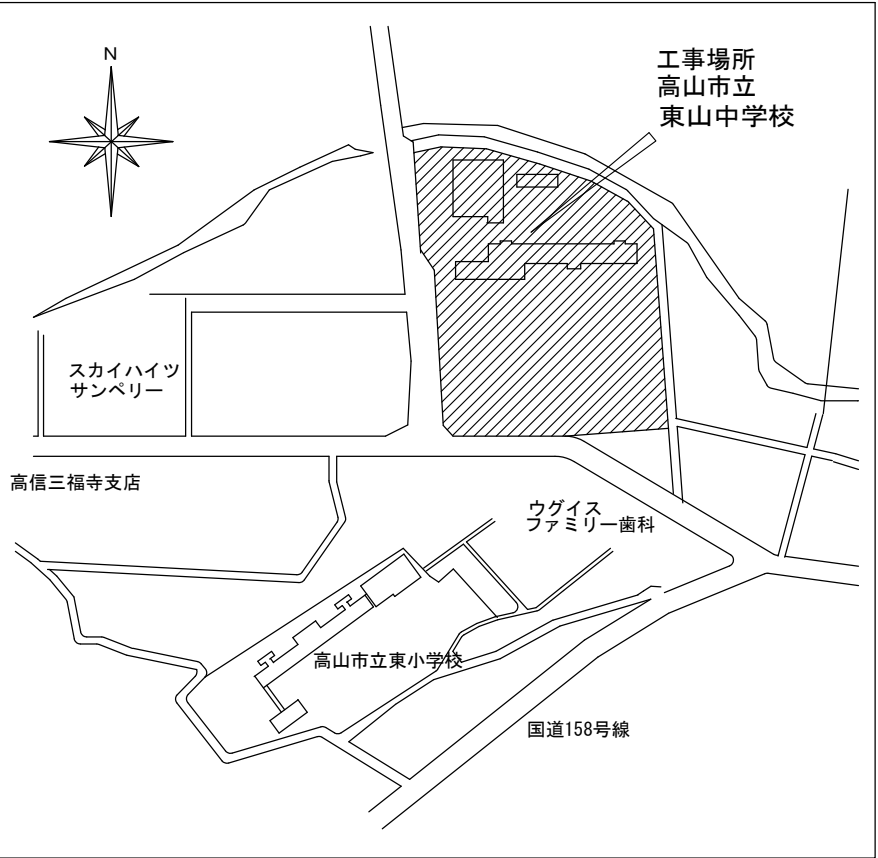 N
工事場所
高山市立
東山中学校
スカイハイツ
サンペリー
高信三福寺支店
ウグイス
ファミリー歯科
高山市立東小学校
国道158号線